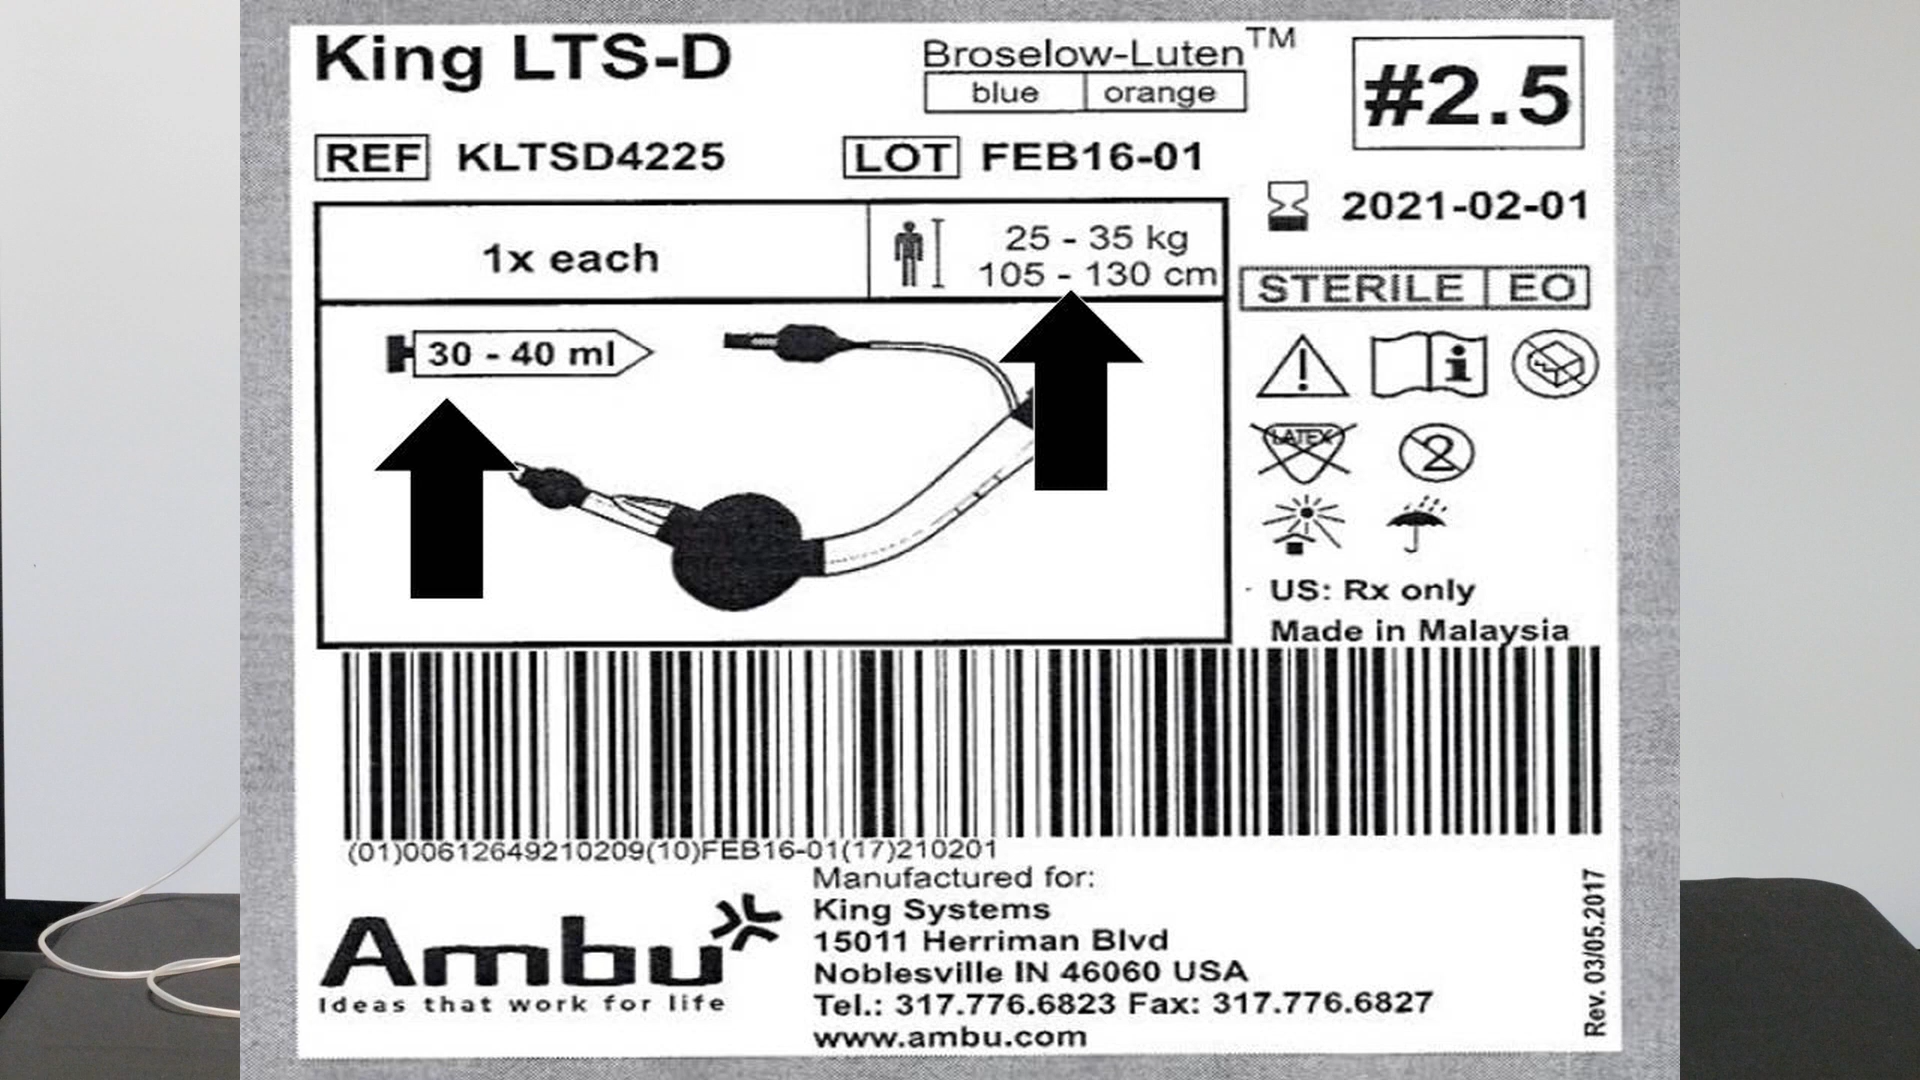 King LTS-D
Broselow-Luten™
blue orange
#2.5
REF KLTSD4225
LOT FEB16-01
2021-02-01
1x each
25 - 35 kg
105 - 130 cm
STERILE EO
30 - 40 ml
LATEX
2
US: Rx only
Made in Malaysia
(01)00612649210209(10)FEB16-01(17)210201
Ambu
Ideas that work for life
Manufactured for:
King Systems
15011 Herriman Blvd
Noblesville IN 46060 USA
Tel.: 317.776.6823 Fax: 317.776.6827
www.ambu.com
Rev. 03/05.2017